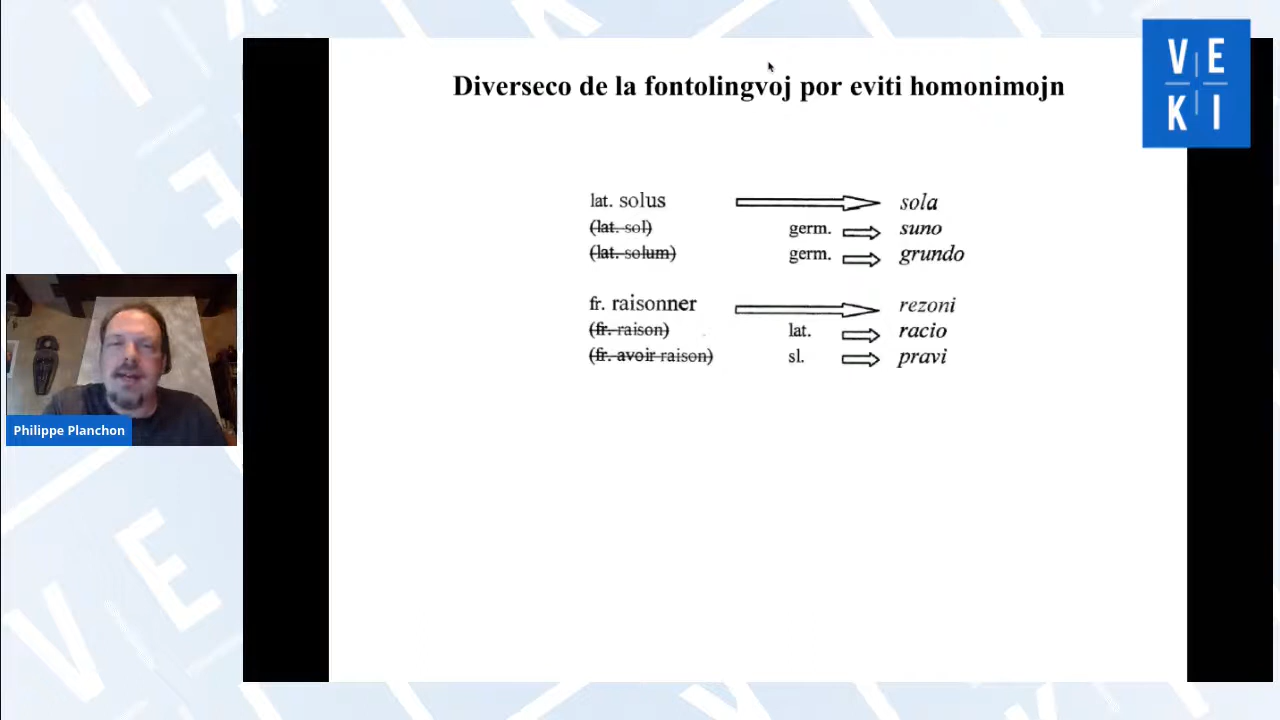 Diverseco de la fontolingvoj por eviti homonimojn
VE
KI
lat. solus sola
(lat. sol) germ. suno
(lat. solum) germ. grundo
fr. raisonner rezoni
(fr. raison) lat. racio
(fr. avoir raison) sl. pravi
Philippe Planchon